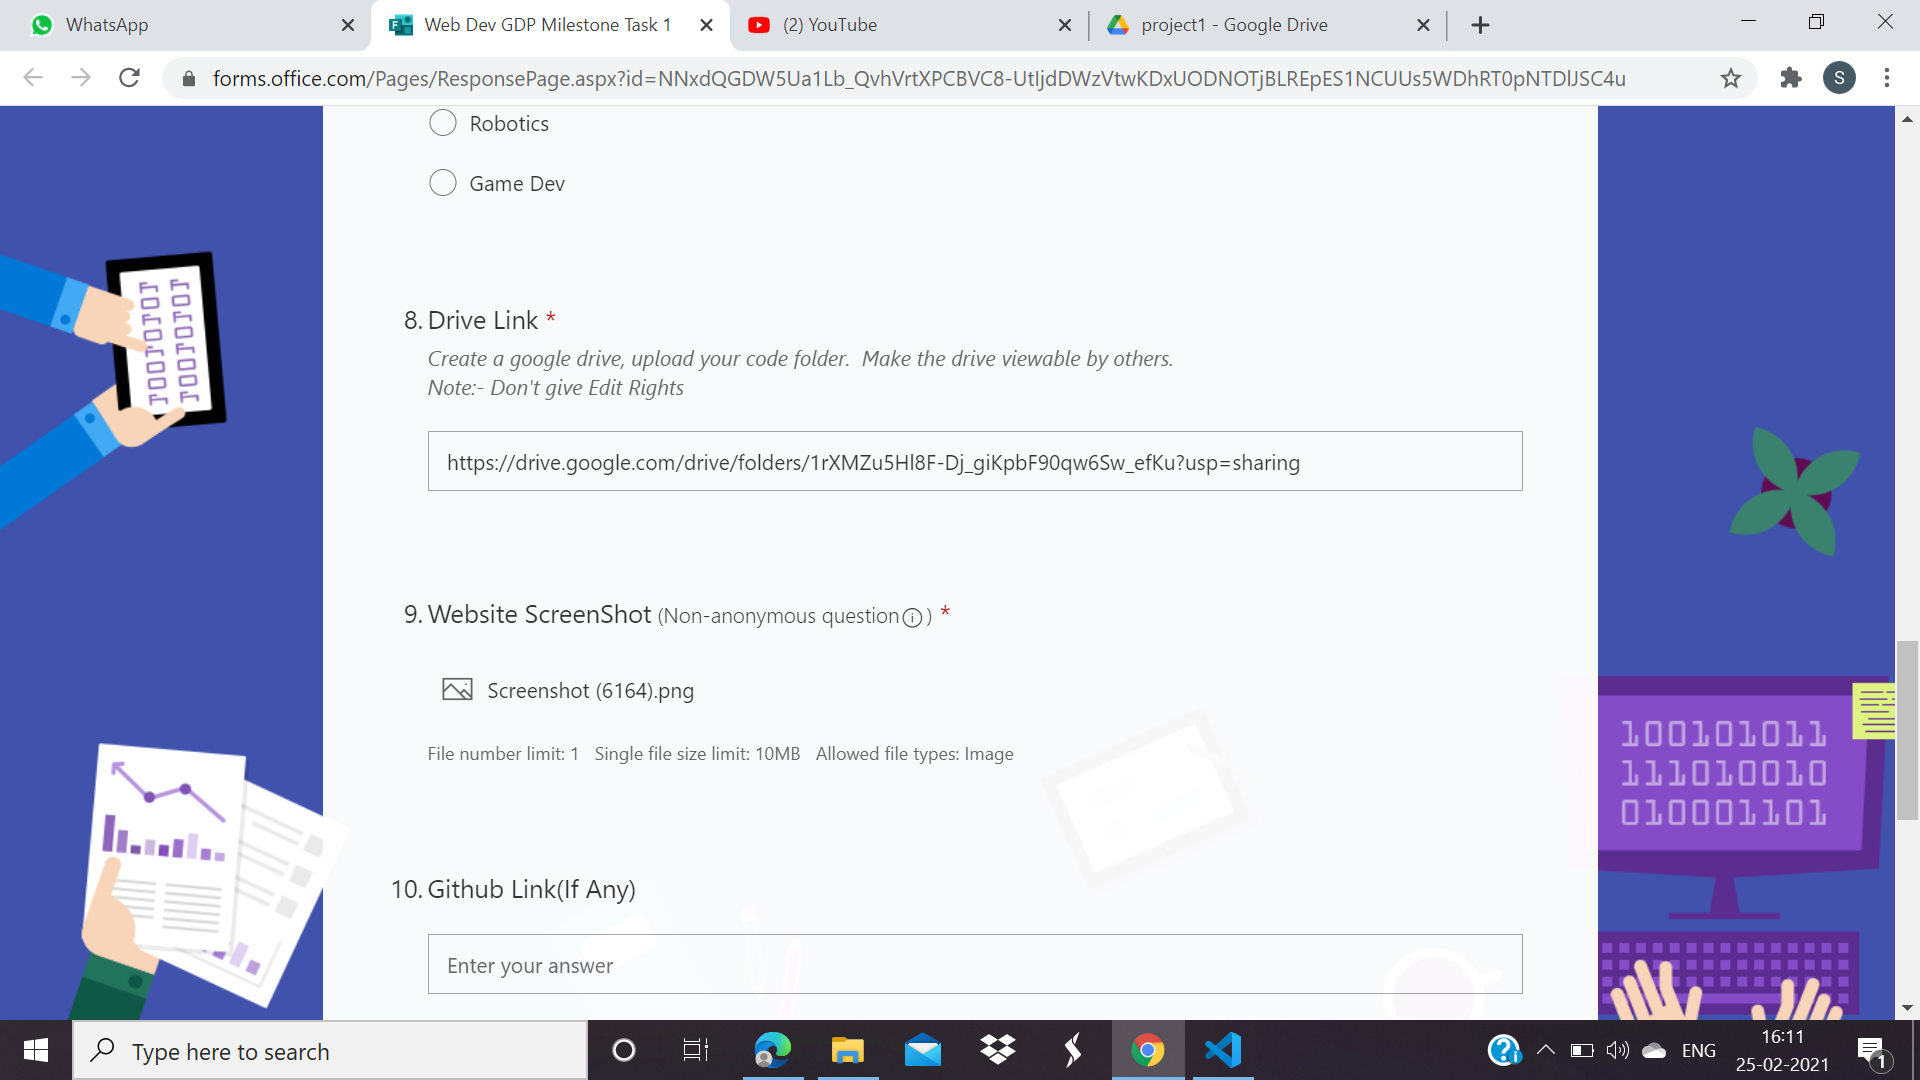 WhatsApp
Web Dev GDP Milestone Task 1
(2) YouTube
project1 - Google Drive
forms.office.com/Pages/ResponsePage.aspx?id=NNxdQGDW5Ua1Lb_QvhVrtXPCBVC8-UtIjdDWzVtwKDxUODNOTjBLREpES1NCUUs5WDhRT0pNTDlJSC4u
S
Robotics
Game Dev
8. Drive Link *
Create a google drive, upload your code folder.  Make the drive viewable by others.
Note:- Don't give Edit Rights
https://drive.google.com/drive/folders/1rXMZu5Hl8F-Dj_giKpbF90qw6Sw_efKu?usp=sharing
9. Website ScreenShot (Non-anonymous question) *
Screenshot (6164).png
File number limit: 1 Single file size limit: 10MB Allowed file types: Image
100101011
111010010
010001101
10. Github Link(If Any)
Enter your answer
Type here to search
ENG
16:11
25-02-2021
1